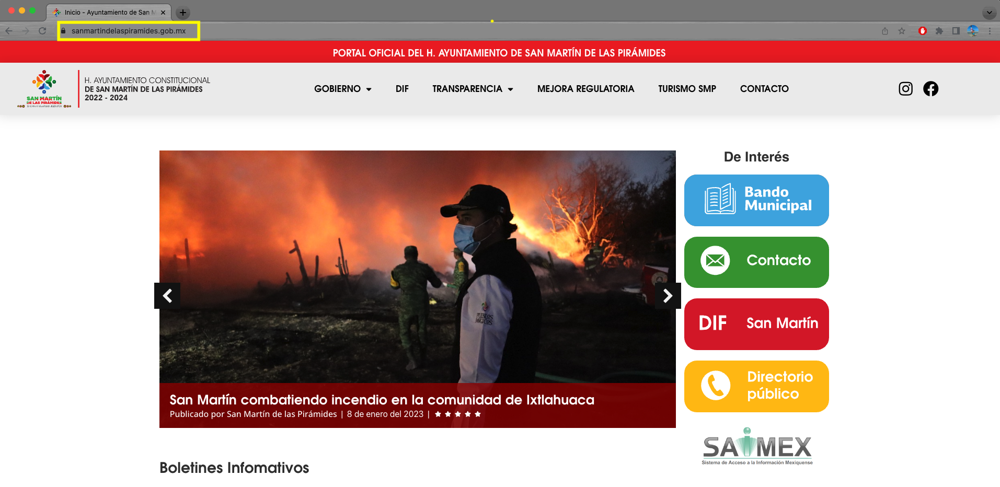 Inicio - Ayuntamiento de San M
sanmartindelaspiramides.gob.mx
PORTAL OFICIAL DEL H. AYUNTAMIENTO DE SAN MARTÍN DE LAS PIRÁMIDES
SAN MARTÍN
DE LAS PIRÁMIDES
H. AYUNTAMIENTO CONSTITUCIONAL
DE SAN MARTÍN DE LAS PIRÁMIDES
2022 - 2024
GOBIERNO
DIF
TRANSPARENCIA
MEJORA REGULATORIA
TURISMO SMP
CONTACTO
PUEBLOS
MÁGICOS
San Martín combatiendo incendio en la comunidad de Ixtlahuaca
Publicado por San Martín de las Pirámides | 8 de enero del 2023 |
De Interés
Bando
Municipal
Contacto
DIF San Martín
Directorio
público
SAIMEX
Sistema de Acceso a la Información Mexiquense
Boletines Infomativos